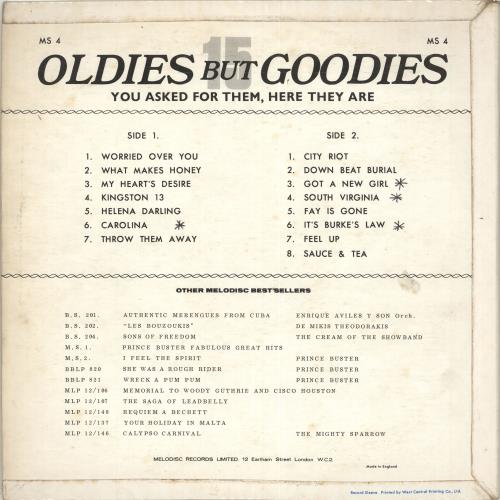 MS 4 MS 4
15
OLDIES BUT GOODIES
YOU ASKED FOR THEM, HERE THEY ARE
SIDE 1.
1. WORRIED OVER YOU
2. WHAT MAKES HONEY
3. MY HEART'S DESIRE
4. KINGSTON 13
5. HELENA DARLING
6. CAROLINA
7. THROW THEM AWAY
SIDE 2.
1. CITY RIOT
2. DOWN BEAT BURIAL
3. GOT A NEW GIRL
4. SOUTH VIRGINIA
5. FAY IS GONE
6. IT'S BURKE'S LAW
7. FEEL UP
8. SAUCE & TEA
OTHER MELODISC BEST'SELLERS
B.S. 201. AUTHENTIC MERENGUES FROM CUBA ENRIQUE AVILES Y SON Orch.
B.S. 202. "LES BOUZOUKIS" DE MIKIS THEODORAKIS
B.S. 206. SONS OF FREEDOM THE CREAM OF THE SHOWBAND
M.S. 1. PRINCE BUSTER FABULOUS GREAT HITS
M.S. 2. I FEEL THE SPIRIT PRINCE BUSTER
BBLP 820 SHE WAS A ROUGH RIDER PRINCE BUSTER
BBLP 821 WRECK A PUM PUM PRINCE BUSTER
MLP 12/106 MEMORIAL TO WOODY GUTHRIE AND CISCO HOUSTON
MLP 12/107 THE SAGA OF LEADBELLY
MLP 12/148 REQUIEM A BECHETT
MLP 12/137 YOUR HOLIDAY IN MALTA
MLP 12/146 CALYPSO CARNIVAL THE MIGHTY SPARROW
MELODISC RECORDS LIMITED. 12 Earlham Street London W.C.2.
Made in England
Record Sleeve Printed by West Central Printing Co., Ltd.